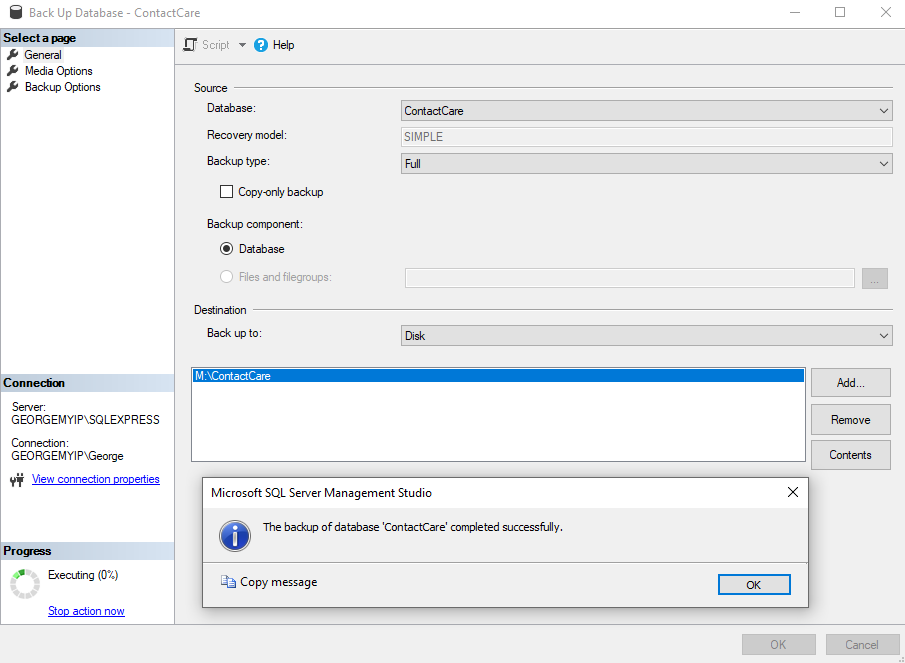 Back Up Database - ContactCare
Select a page
General
Media Options
Backup Options
Script
Help
Source
Database:
ContactCare
Recovery model:
SIMPLE
Backup type:
Full
Copy-only backup
Backup component:
Database
Files and filegroups:
...
Destination
Back up to:
Disk
M:\ContactCare
Add...
Remove
Contents
Connection
Server:
GEORGEMYIP\SQLEXPRESS
Connection:
GEORGEMYIP\George
View connection properties
Progress
Executing (0%)
Stop action now
Microsoft SQL Server Management Studio
The backup of database 'ContactCare' completed successfully.
Copy message
OK
OK
Cancel